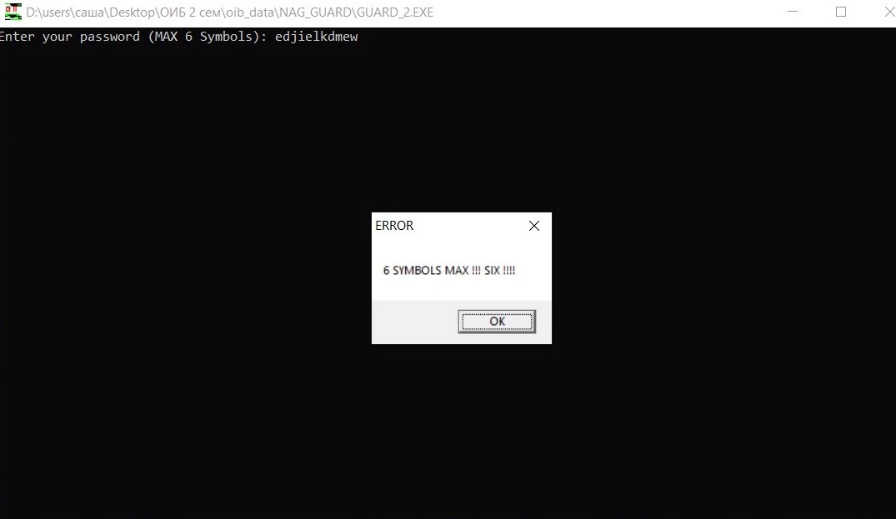 D:\users\саша\Desktop\ОИБ 2 сем\oib_data\NAG_GUARD\GUARD_2.EXE
Enter your password (MAX 6 Symbols): edjielkdmew
ERROR
6 SYMBOLS MAX !!! SIX !!!!
OK